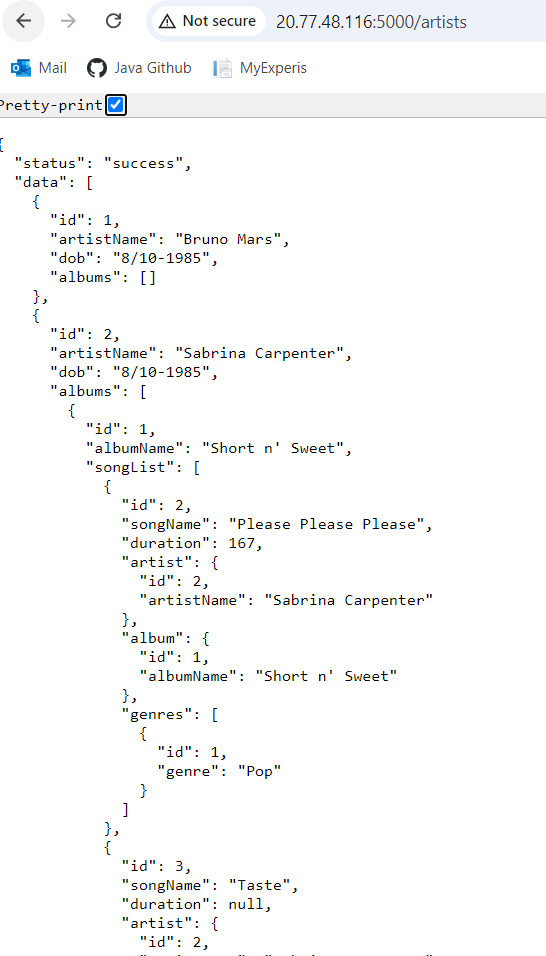 Not secure 20.77.48.116:5000/artists
Mail Java Github MyExperis
Pretty-print
{
"status": "success",
"data": [
{
"id": 1,
"artistName": "Bruno Mars",
"dob": "8/10-1985",
"albums": []
},
{
"id": 2,
"artistName": "Sabrina Carpenter",
"dob": "8/10-1985",
"albums": [
{
"id": 1,
"albumName": "Short n' Sweet",
"songList": [
{
"id": 2,
"songName": "Please Please Please",
"duration": 167,
"artist": {
"id": 2,
"artistName": "Sabrina Carpenter"
},
"album": {
"id": 1,
"albumName": "Short n' Sweet"
},
"genres": [
{
"id": 1,
"genre": "Pop"
}
]
},
{
"id": 3,
"songName": "Taste",
"duration": null,
"artist": {
"id": 2,